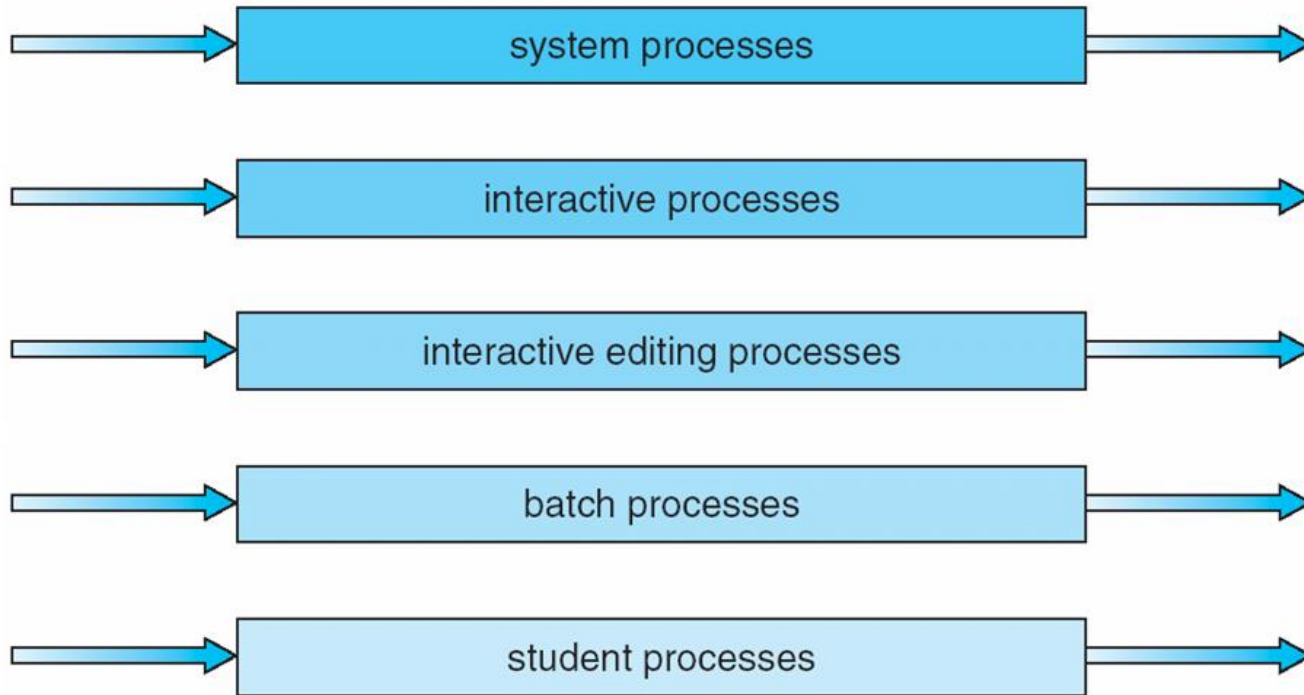 system processes
interactive processes
interactive editing processes
batch processes
student processes